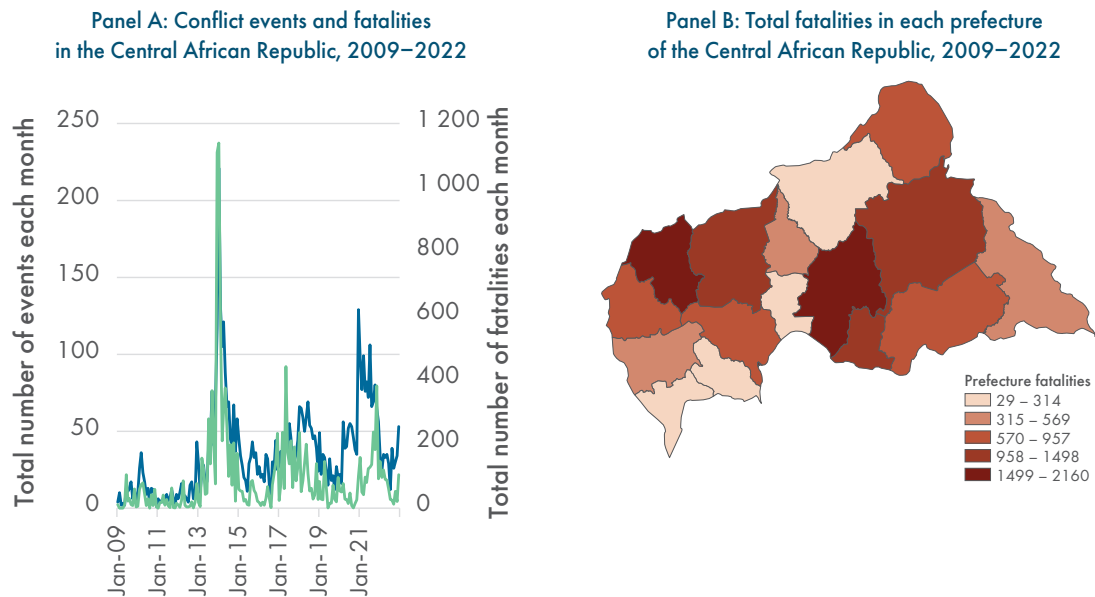 Panel A: Conflict events and fatalities
in the Central African Republic, 2009–2022
Total number of events each month
250
200
150
100
50
0
1 200
1 000
800
600
400
200
0
Total number of fatalities each month
Jan-09
Jan-11
Jan-13
Jan-15
Jan-17
Jan-19
Jan-21
Panel B: Total fatalities in each prefecture
of the Central African Republic, 2009–2022
Prefecture fatalities
29 – 314
315 – 569
570 – 957
958 – 1498
1499 – 2160